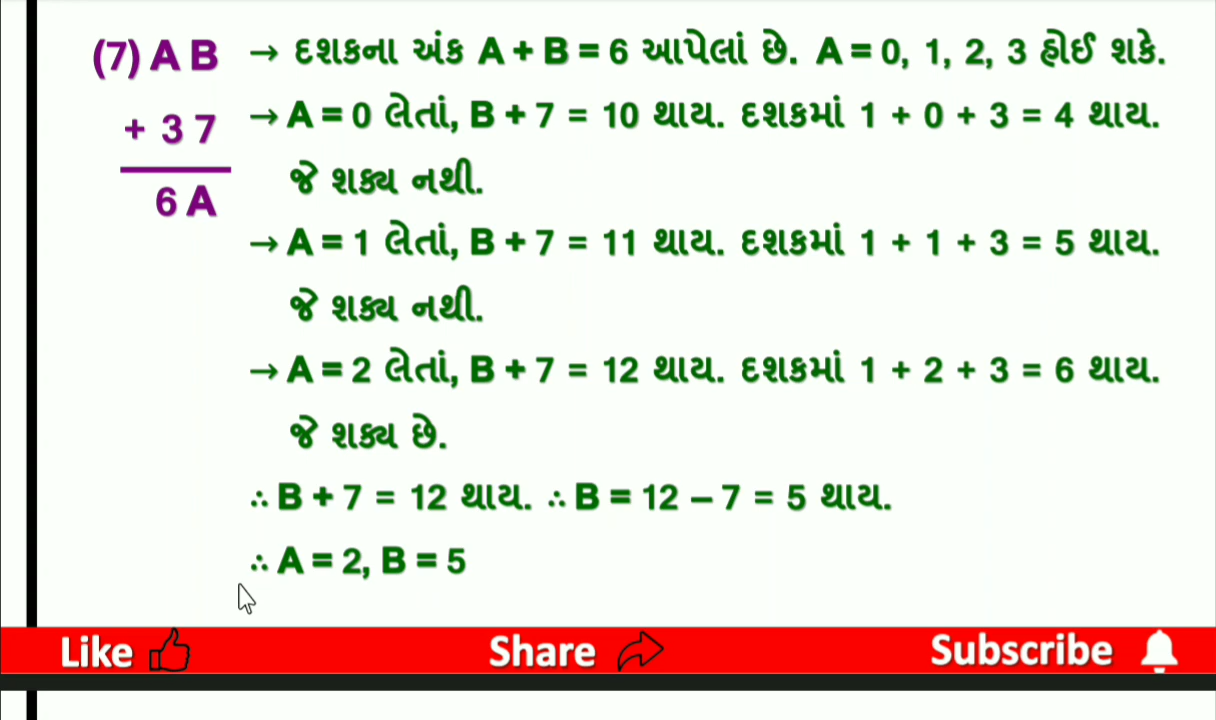 (7) A B → દશકના અંક A + B = 6 આપેલાં છે. A = 0, 1, 2, 3 હોઈ શકે.
+ 3 7 → A = 0 લેતાં, B + 7 = 10 થાય. દશકમાં 1 + 0 + 3 = 4 થાય.
જે શક્ય નથી.
6 A
→ A = 1 લેતાં, B + 7 = 11 થાય. દશકમાં 1 + 1 + 3 = 5 થાય.
જે શક્ય નથી.
→ A = 2 લેતાં, B + 7 = 12 થાય. દશકમાં 1 + 2 + 3 = 6 થાય.
જે શક્ય છે.
∴ B + 7 = 12 થાય. ∴ B = 12 – 7 = 5 થાય.
∴ A = 2, B = 5
Like Share Subscribe